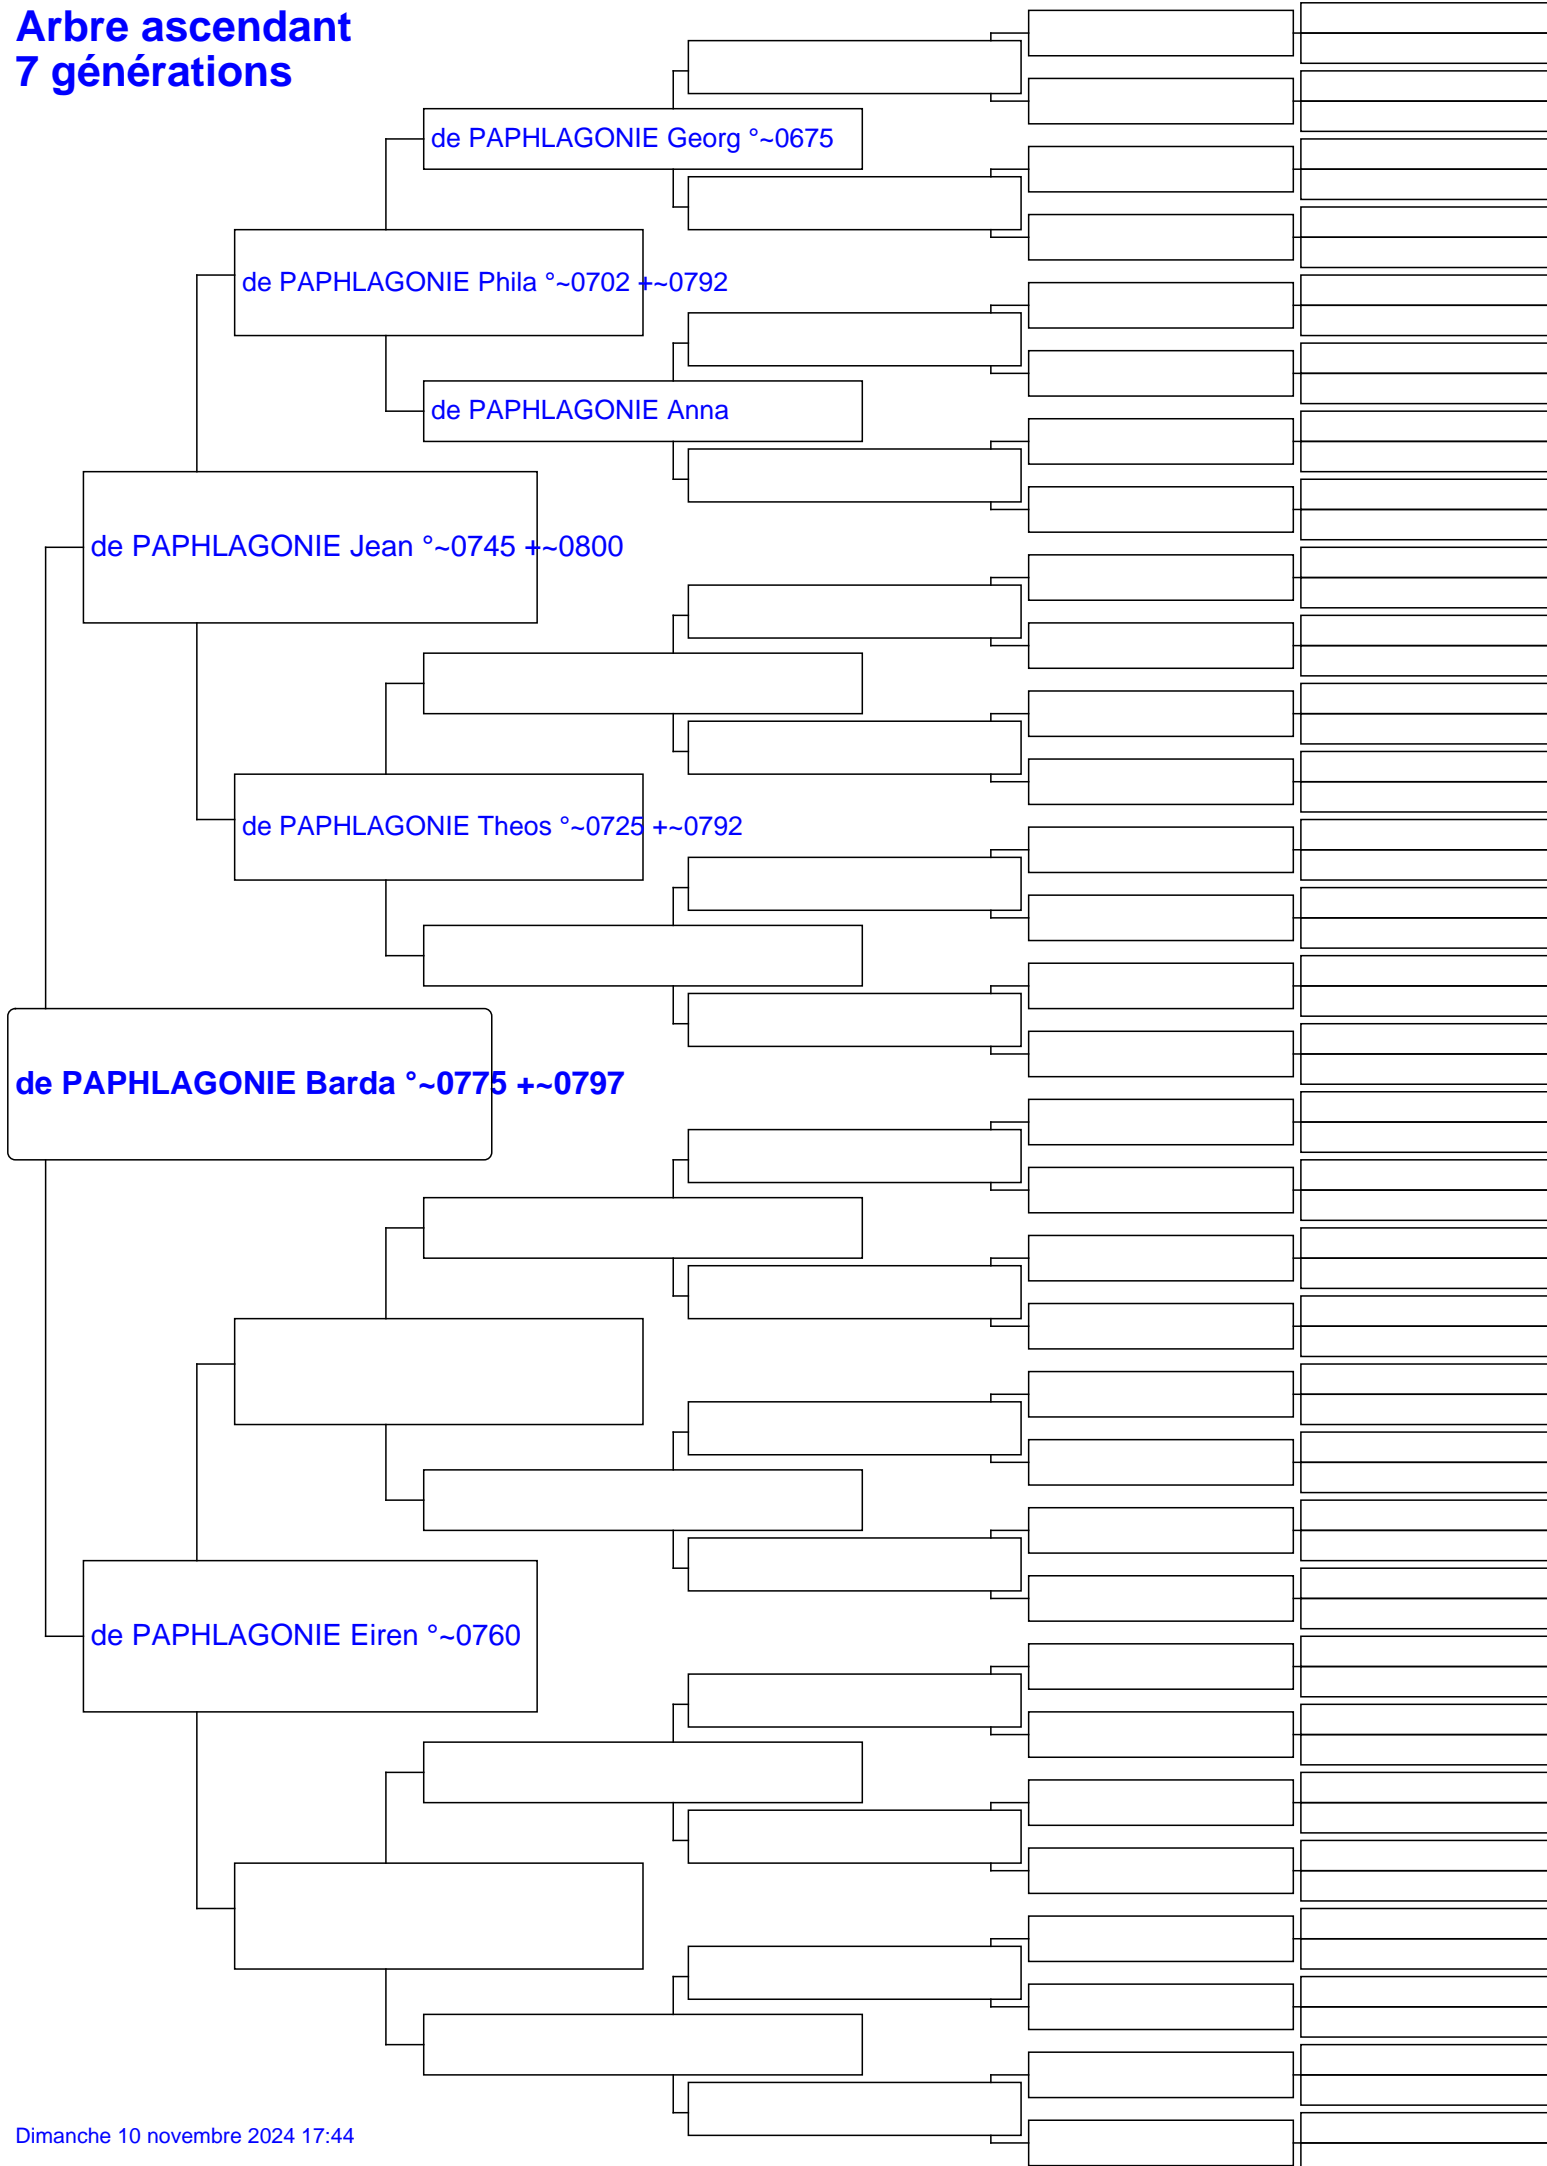 Arbre ascendant
7 générations
de PAPHLAGONIE Georg °~0675
de PAPHLAGONIE Phila °~0702 +~0792
de PAPHLAGONIE Anna
de PAPHLAGONIE Jean °~0745 +~0800
de PAPHLAGONIE Theos °~0725 +~0792
de PAPHLAGONIE Barda °~0775 +~0797
de PAPHLAGONIE Eiren °~0760
Dimanche 10 novembre 2024 17:44